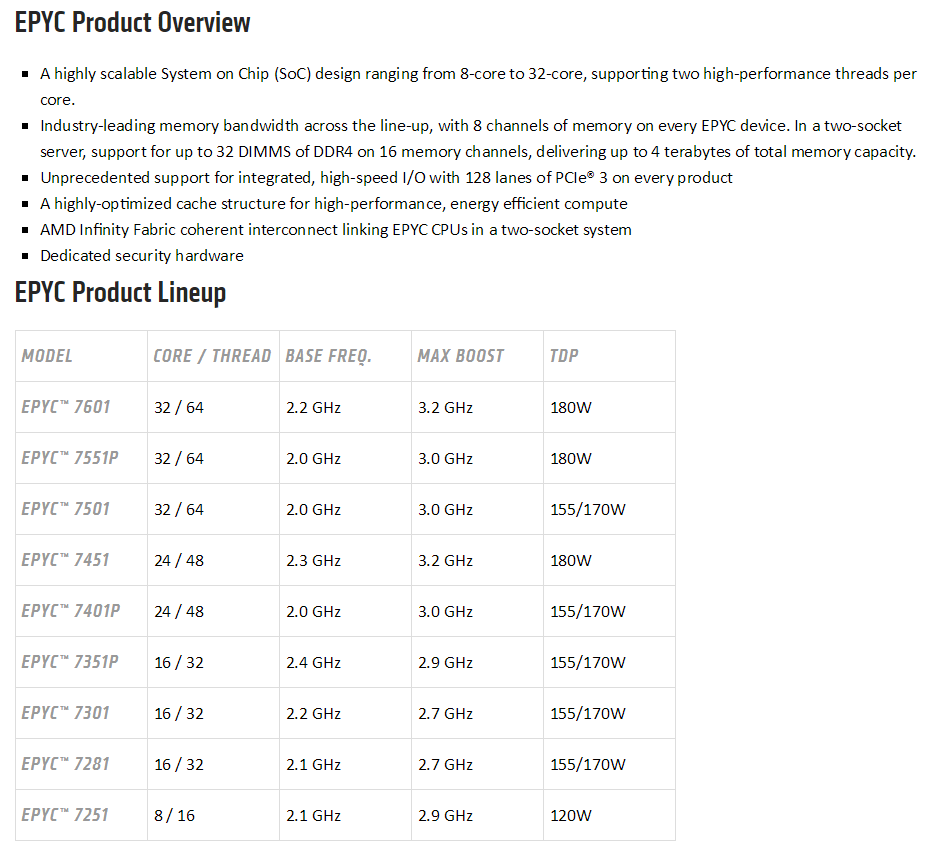 EPYC Product Overview
▪ A highly scalable System on Chip (SoC) design ranging from 8-core to 32-core, supporting two high-performance threads per
core.
▪ Industry-leading memory bandwidth across the line-up, with 8 channels of memory on every EPYC device. In a two-socket
server, support for up to 32 DIMMS of DDR4 on 16 memory channels, delivering up to 4 terabytes of total memory capacity.
▪ Unprecedented support for integrated, high-speed I/O with 128 lanes of PCIe® 3 on every product
▪ A highly-optimized cache structure for high-performance, energy efficient compute
▪ AMD Infinity Fabric coherent interconnect linking EPYC CPUs in a two-socket system
▪ Dedicated security hardware
EPYC Product Lineup
MODEL CORE / THREAD BASE FREQ. MAX BOOST TDP
EPYC™ 7601 32 / 64 2.2 GHz 3.2 GHz 180W
EPYC™ 7551P 32 / 64 2.0 GHz 3.0 GHz 180W
EPYC™ 7501 32 / 64 2.0 GHz 3.0 GHz 155/170W
EPYC™ 7451 24 / 48 2.3 GHz 3.2 GHz 180W
EPYC™ 7401P 24 / 48 2.0 GHz 3.0 GHz 155/170W
EPYC™ 7351P 16 / 32 2.4 GHz 2.9 GHz 155/170W
EPYC™ 7301 16 / 32 2.2 GHz 2.7 GHz 155/170W
EPYC™ 7281 16 / 32 2.1 GHz 2.7 GHz 155/170W
EPYC™ 7251 8 / 16 2.1 GHz 2.9 GHz 120W